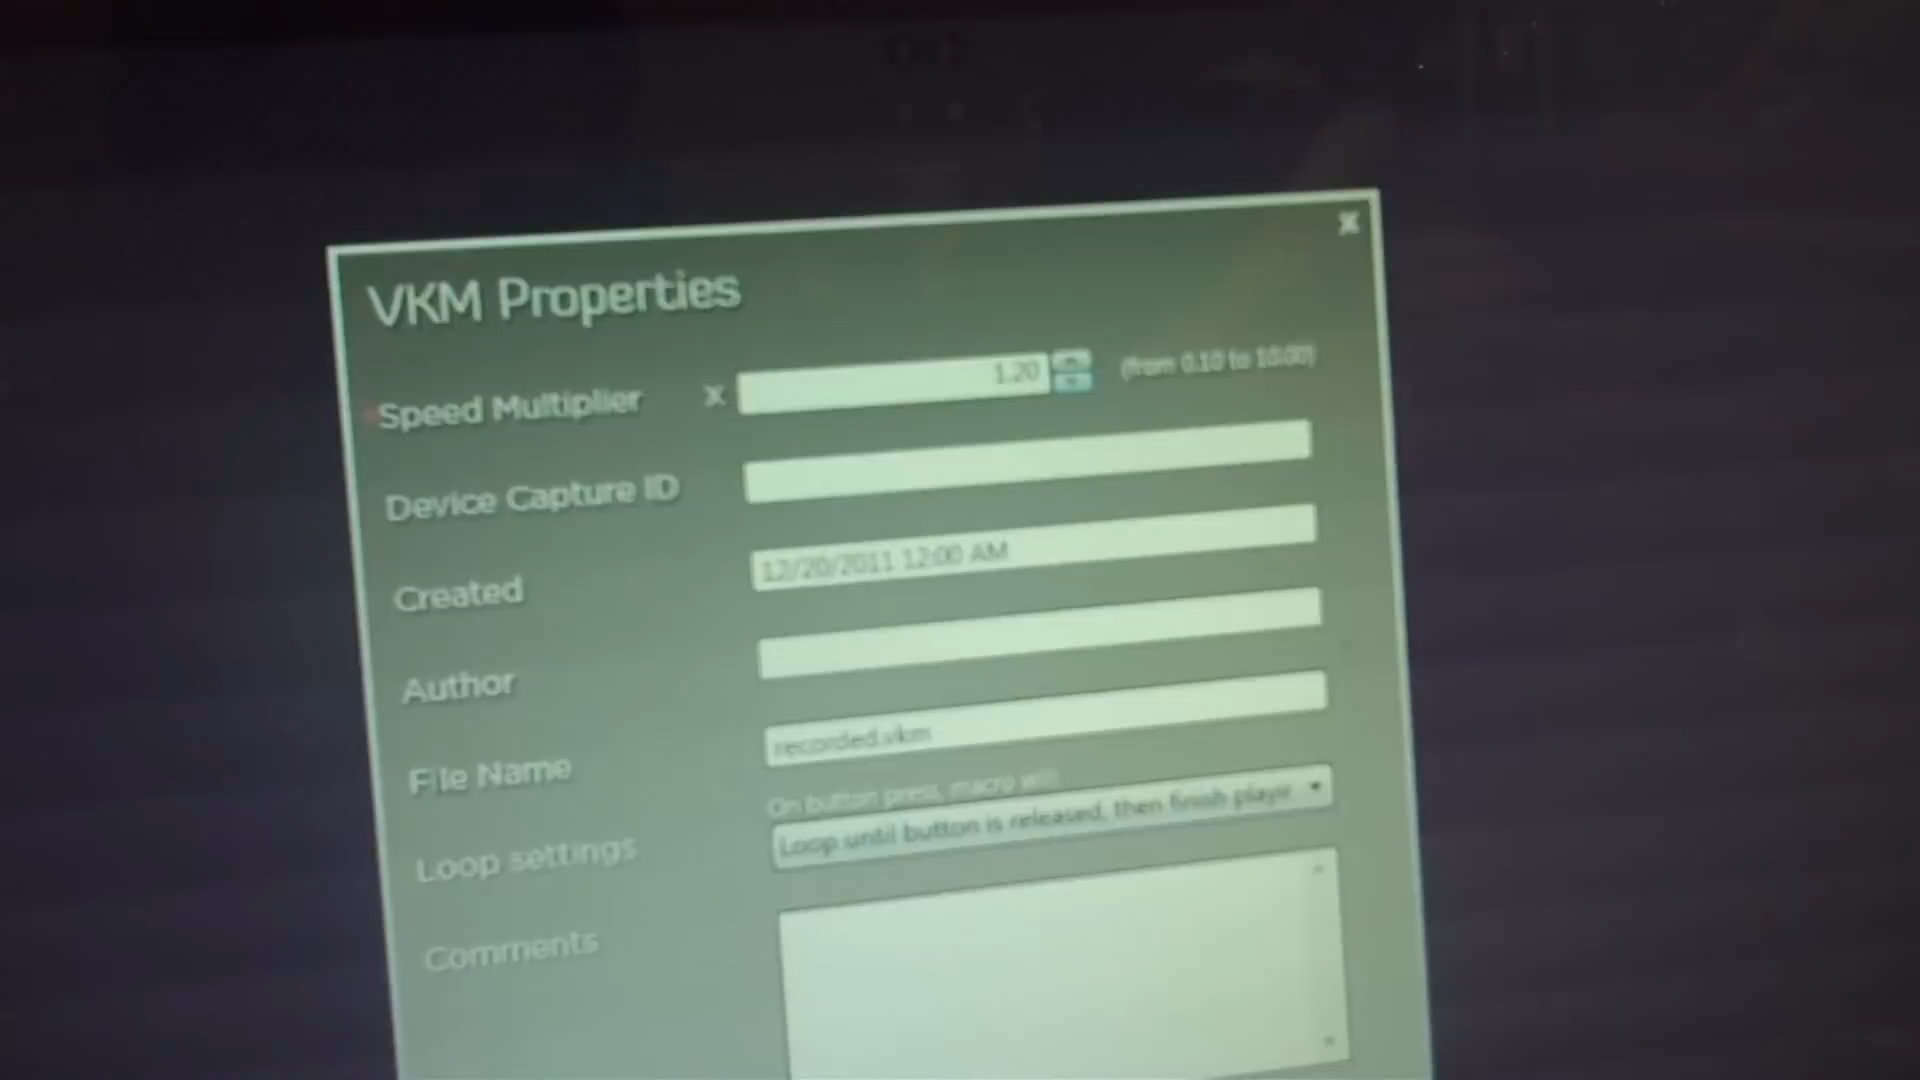 VKM Properties
Speed Multiplier x 1.20 (from 0.10 to 10.00)
Device Capture ID
Created 12/20/2011 12:00 AM
Author
File Name recorded.vkm
On button press, macro will
Loop settings Loop until button is released, then finish playin
Comments